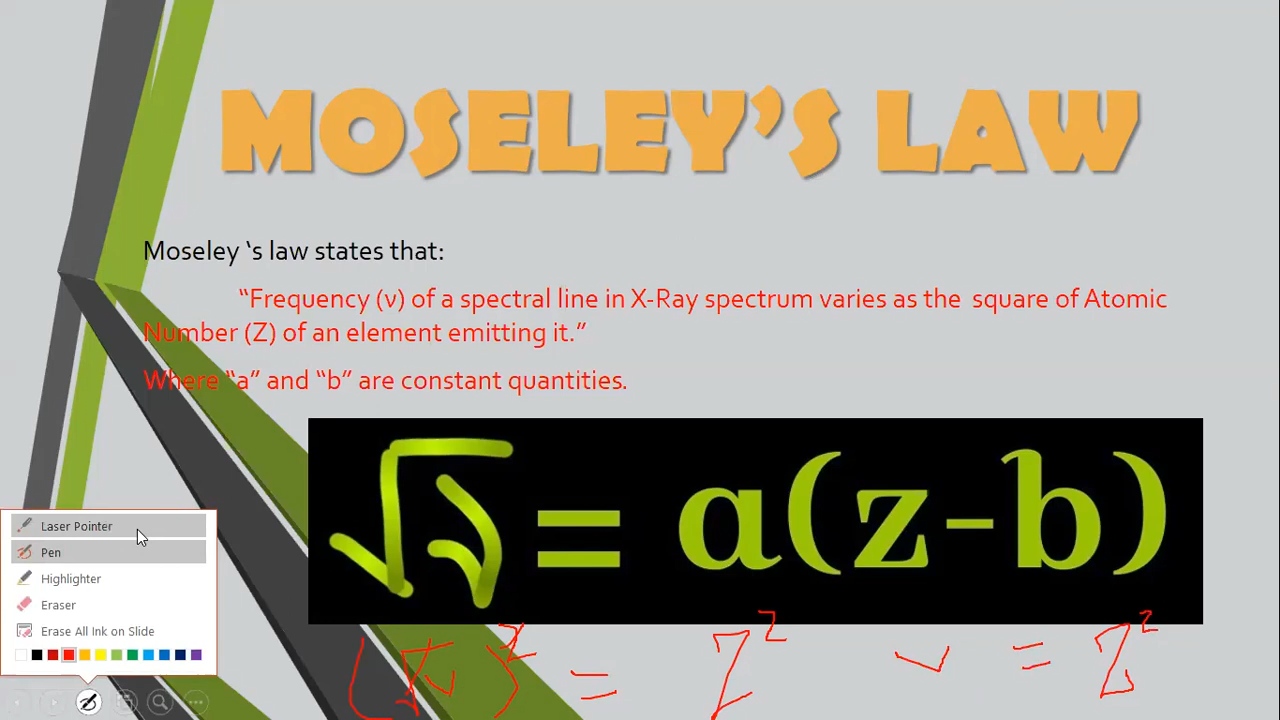 MOSELEY'S LAW
Moseley 's law states that:
"Frequency (ν) of a spectral line in X-Ray spectrum varies as the square of Atomic
Number (Z) of an element emitting it."
Where "a" and "b" are constant quantities.
√ν = a(z-b)
Laser Pointer
Pen
Highlighter
Eraser
Erase All Ink on Slide
(√v)² = Z² v = Z²